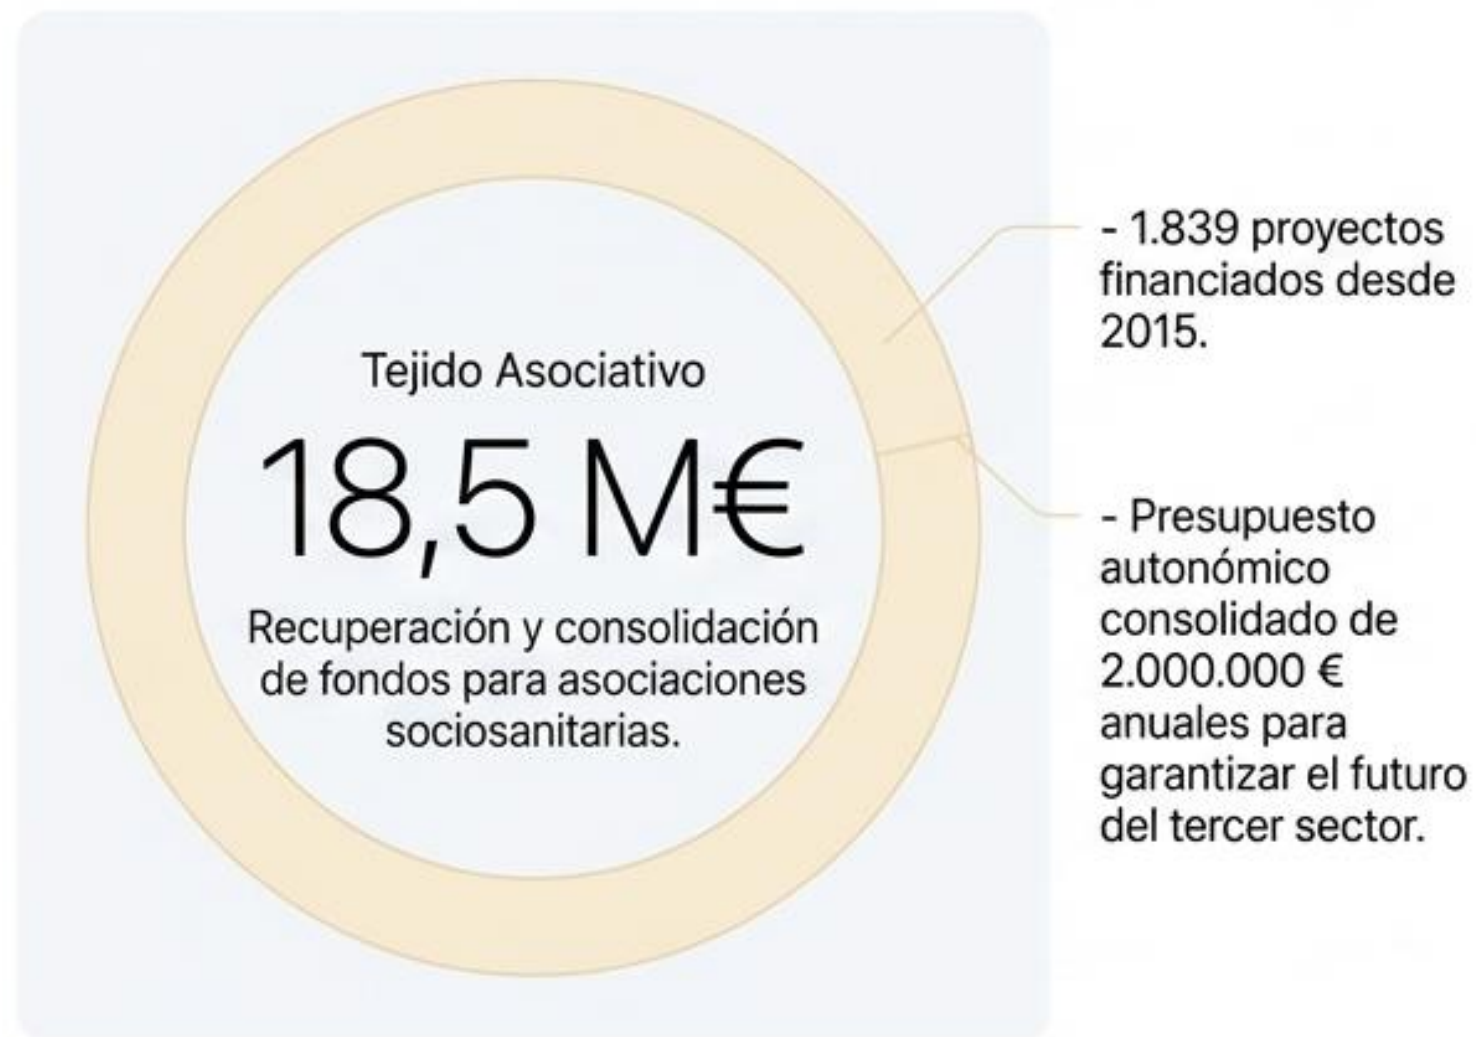 Tejido Asociativo
18,5 M€
Recuperación y consolidación
de fondos para asociaciones
sociosanitarias.
- 1.839 proyectos
financiados desde
2015.
- Presupuesto
autonómico
consolidado de
2.000.000 €
anuales para
garantizar el futuro
del tercer sector.